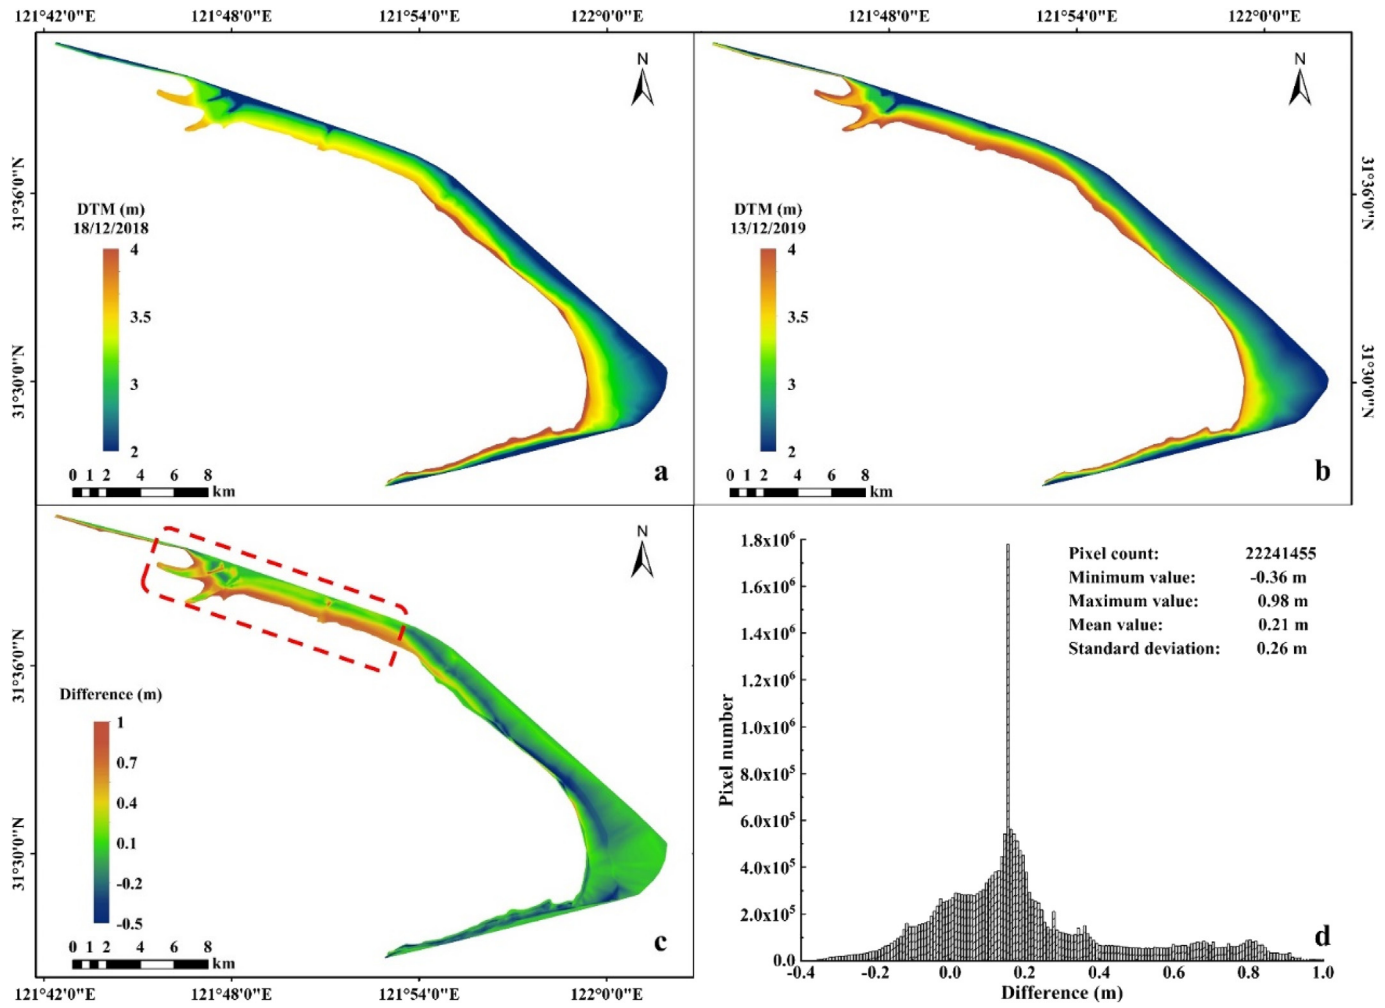 121°42'0"E 121°48'0"E 121°54'0"E 122°0'0"E 121°48'0"E 121°54'0"E 122°0'0"E
N
31°36'0"N
DTM (m)
18/12/2018
4
3.5
3
2
31°30'0"N
0 1 2 4 6 8
km
a
N
31°36'0"N
DTM (m)
13/12/2019
4
3.5
3
2
31°30'0"N
0 1 2 4 6 8
km
b
N
31°36'0"N
Difference (m)
1
0.7
0.4
0.1
-0.2
-0.5
31°30'0"N
0 1 2 4 6 8
km
c
121°42'0"E 121°48'0"E 121°54'0"E 122°0'0"E
Pixel count: 22241455
Minimum value: -0.36 m
Maximum value: 0.98 m
Mean value: 0.21 m
Standard deviation: 0.26 m
Pixel number
1.8x10⁶
1.6x10⁶
1.4x10⁶
1.2x10⁶
1.0x10⁶
8.0x10⁵
6.0x10⁵
4.0x10⁵
2.0x10⁵
0.0
-0.4 -0.2 0.0 0.2 0.4 0.6 0.8 1.0
Difference (m)
d